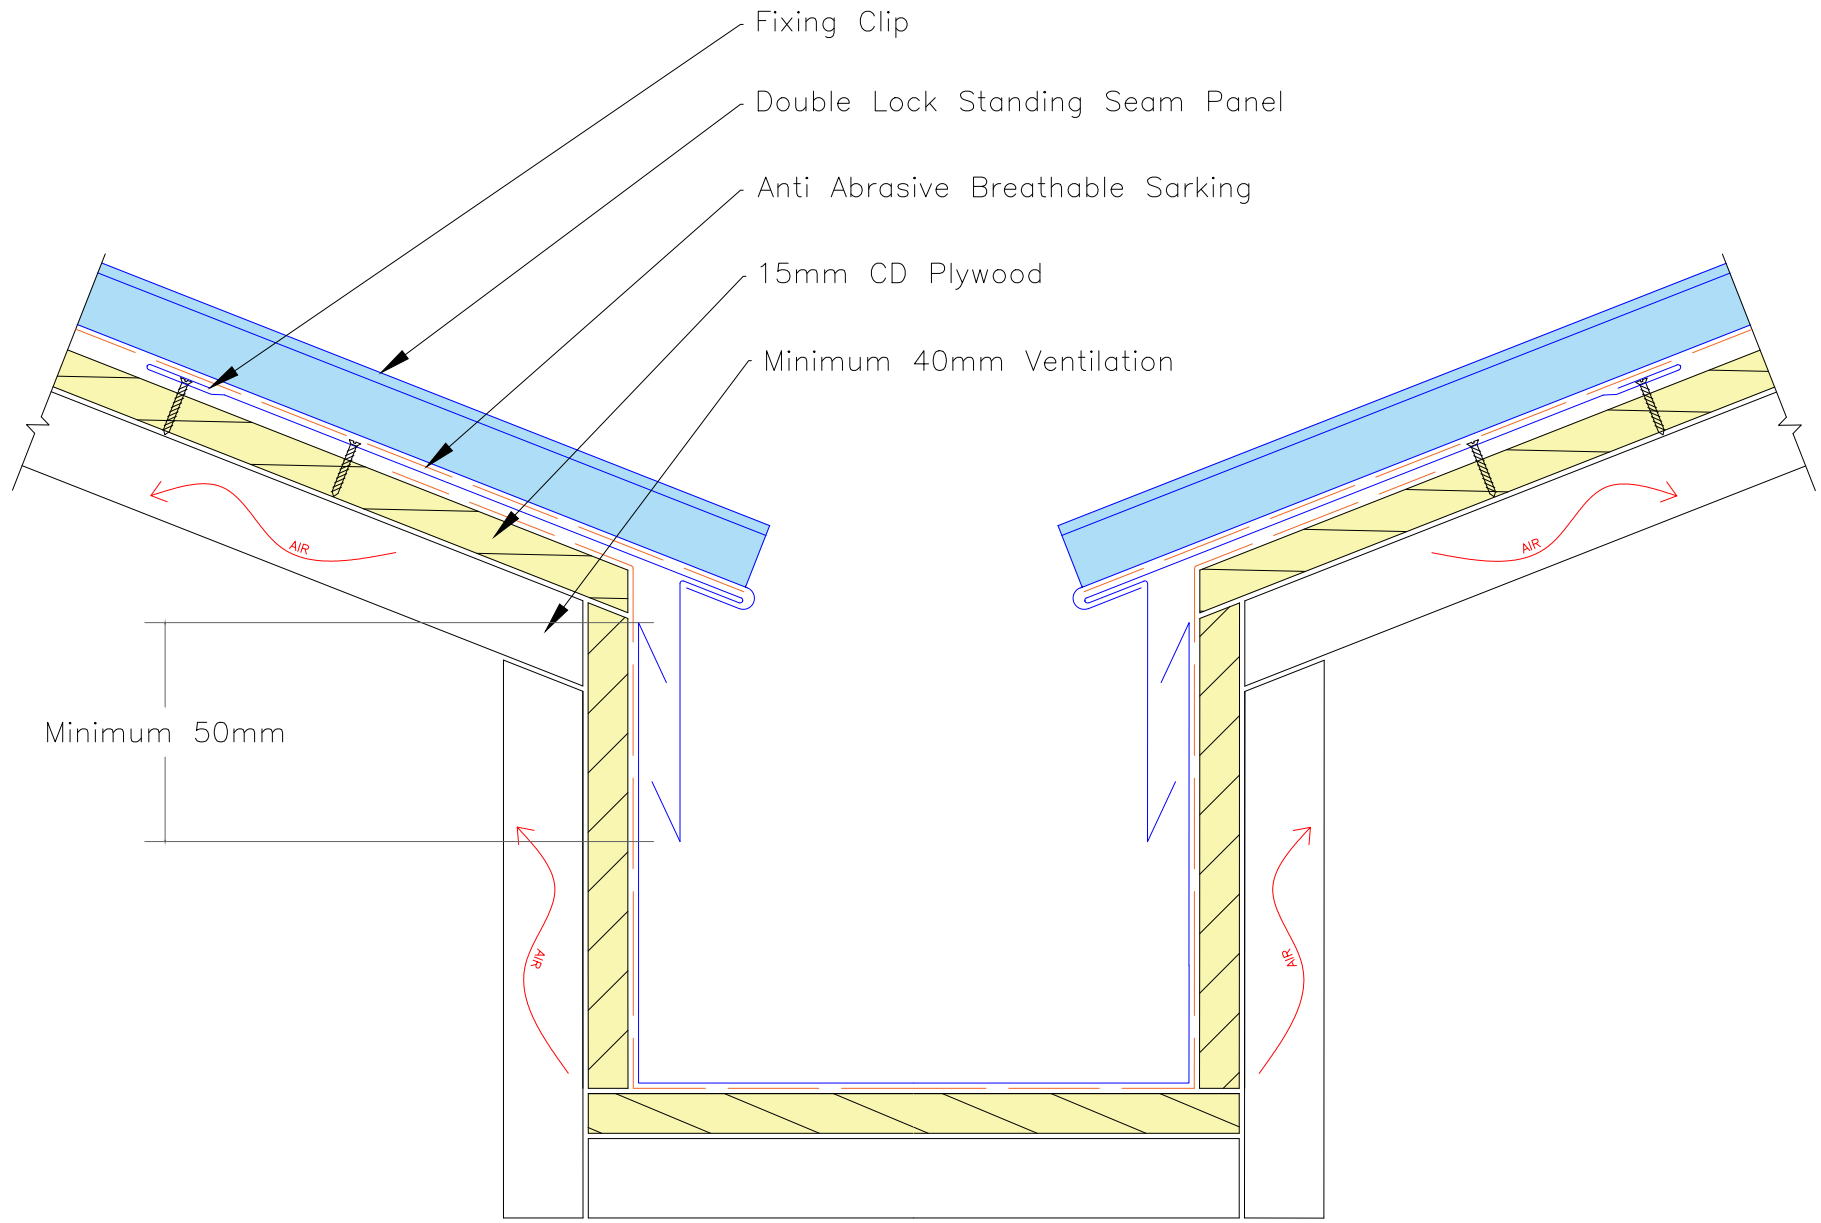 Fixing Clip
Double Lock Standing Seam Panel
Anti Abrasive Breathable Sarking
15mm CD Plywood
Minimum 40mm Ventilation
AIR
AIR
Minimum 50mm
AIR
AIR